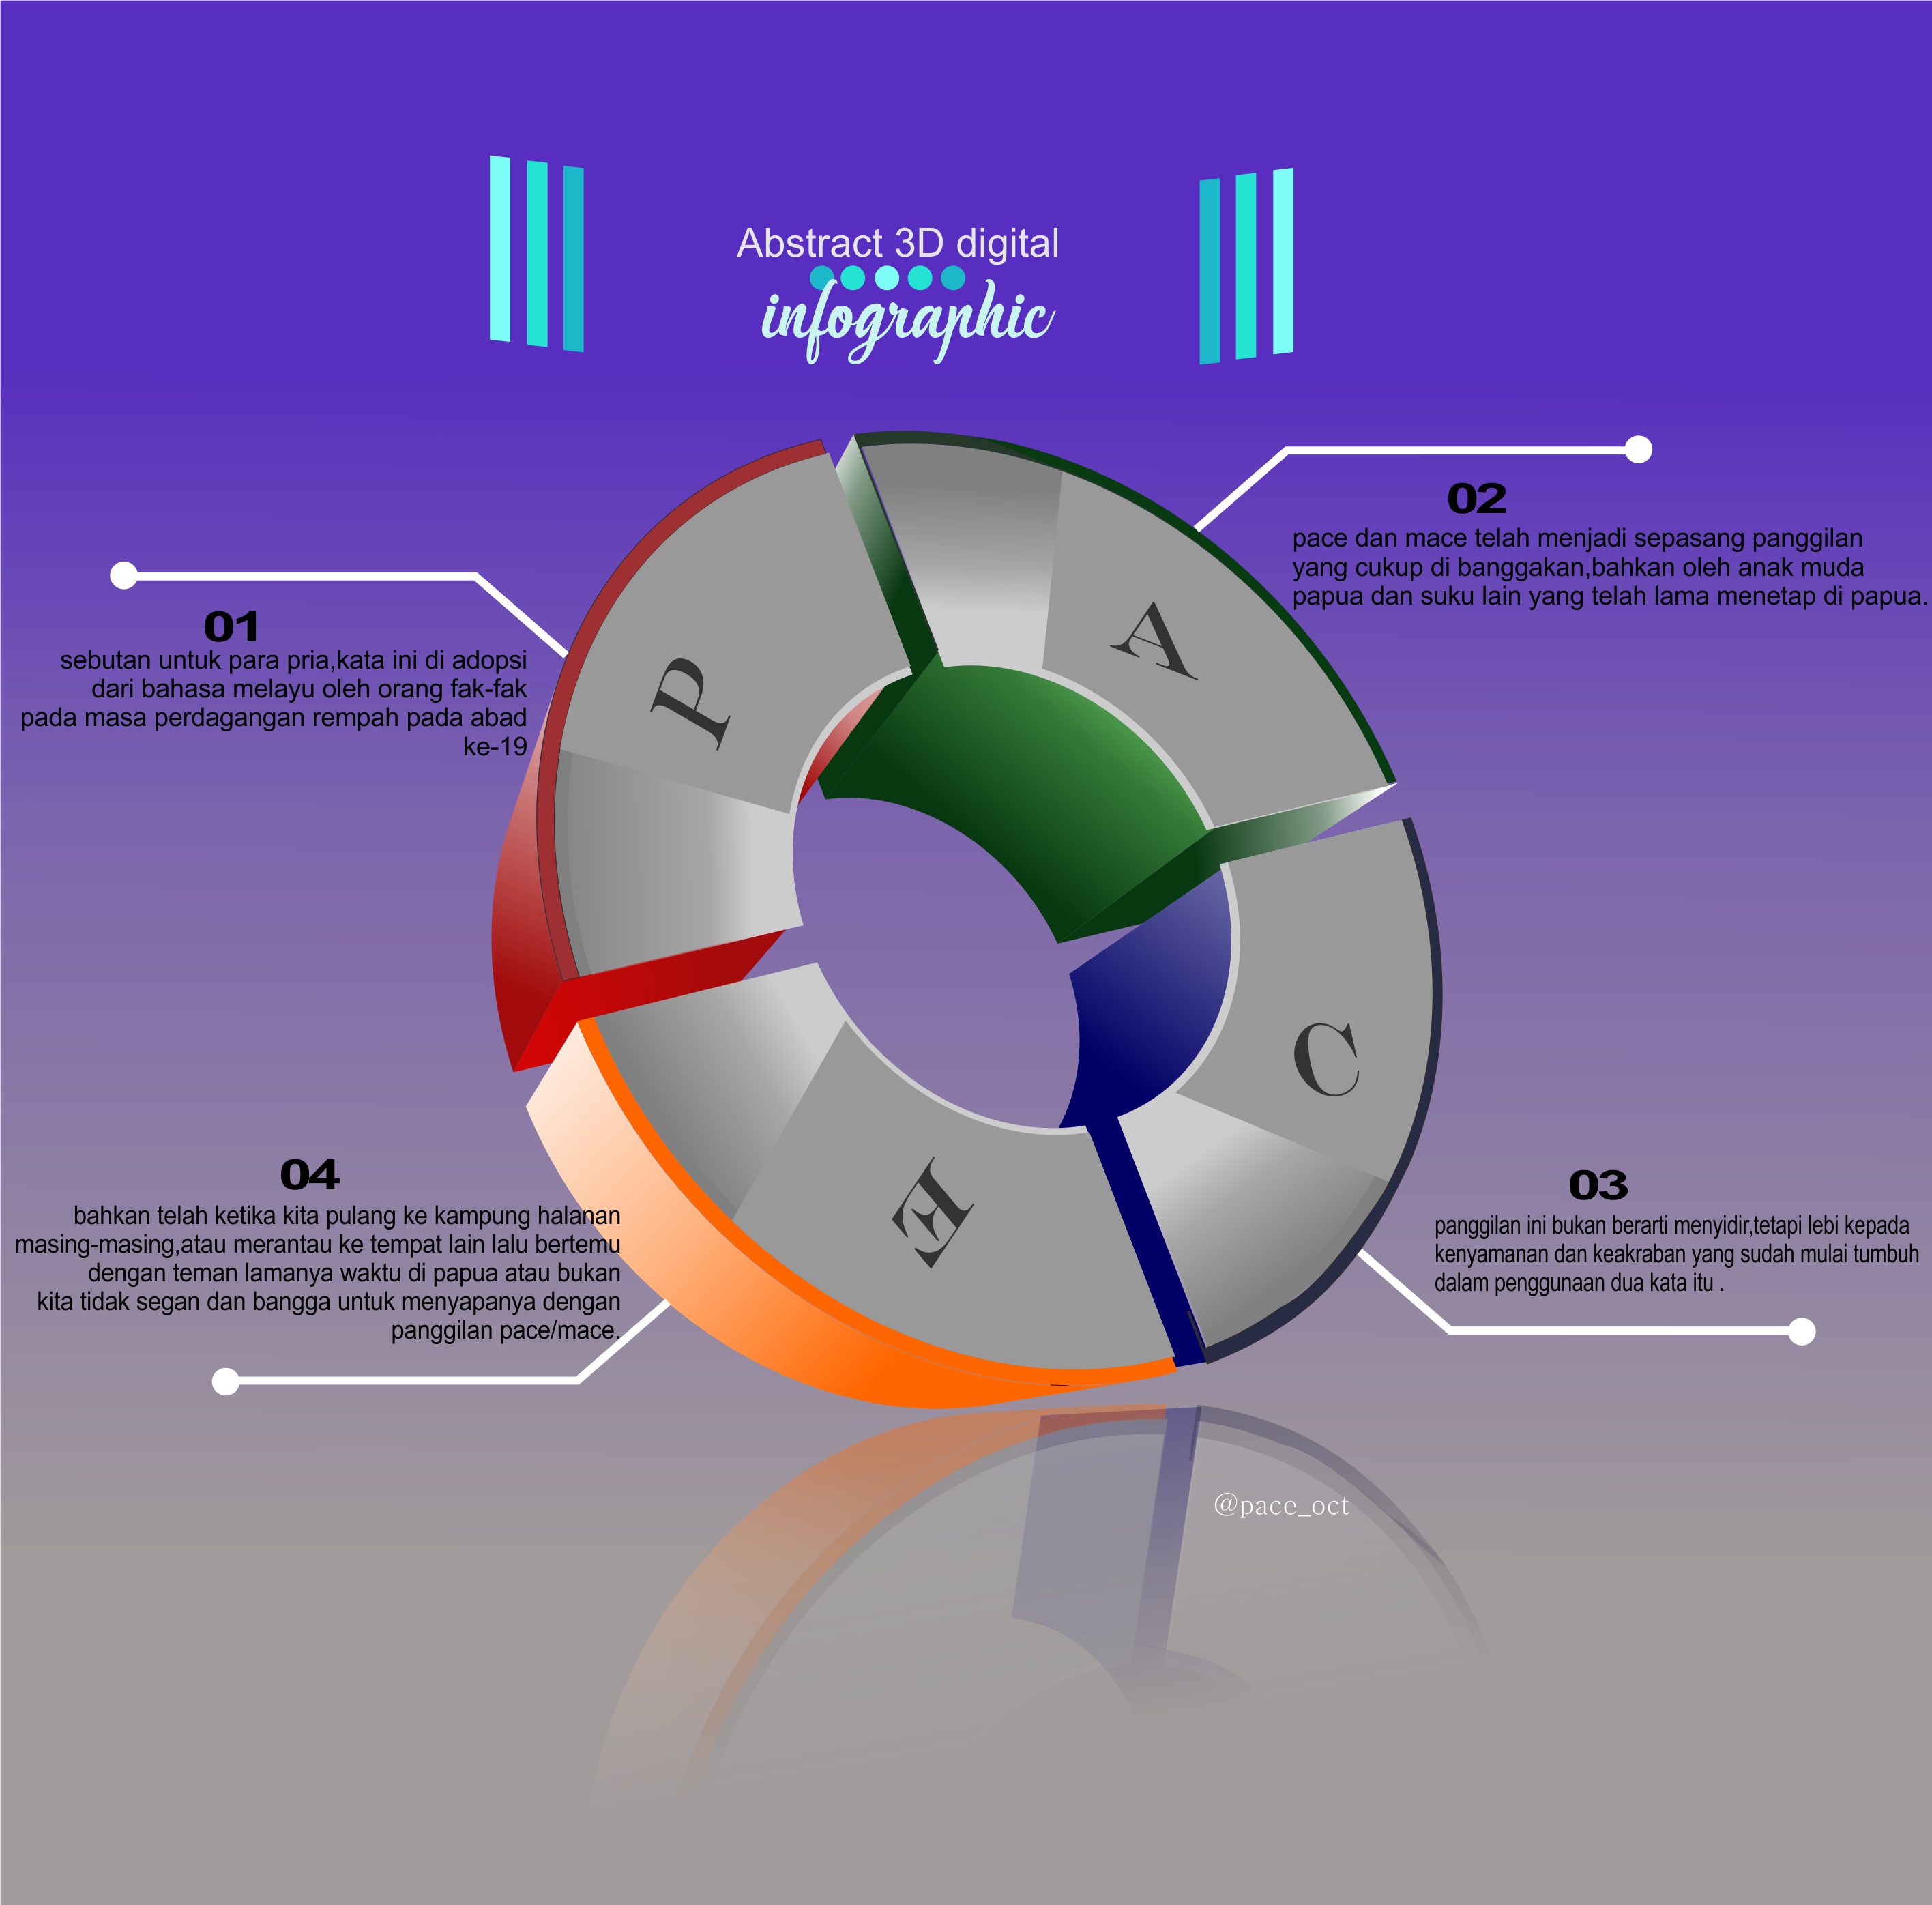 Abstract 3D digital
infographic
01
sebutan untuk para pria,kata ini di adopsi
dari bahasa melayu oleh orang fak-fak
pada masa perdagangan rempah pada abad
ke-19
02
pace dan mace telah menjadi sepasang panggilan
yang cukup di banggakan,bahkan oleh anak muda
papua dan suku lain yang telah lama menetap di papua.
P
A
C
E
03
panggilan ini bukan berarti menyidir,tetapi lebi kepada
kenyamanan dan keakraban yang sudah mulai tumbuh
dalam penggunaan dua kata itu .
04
bahkan telah ketika kita pulang ke kampung halanan
masing-masing,atau merantau ke tempat lain lalu bertemu
dengan teman lamanya waktu di papua atau bukan
kita tidak segan dan bangga untuk menyapanya dengan
panggilan pace/mace.
@pace_oct